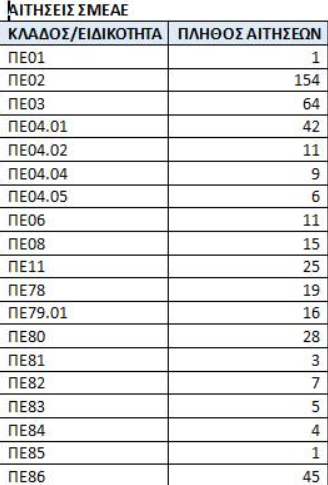 ΑΙΤΗΣΕΙΣ ΣΜΕΑΕ
ΚΛΑΔΟΣ/ΕΙΔΙΚΟΤΗΤΑ ΠΛΗΘΟΣ ΑΙΤΗΣΕΩΝ
ΠΕ01 1
ΠΕ02 154
ΠΕ03 64
ΠΕ04.01 42
ΠΕ04.02 11
ΠΕ04.04 9
ΠΕ04.05 6
ΠΕ06 11
ΠΕ08 15
ΠΕ11 25
ΠΕ78 19
ΠΕ79.01 16
ΠΕ80 28
ΠΕ81 3
ΠΕ82 7
ΠΕ83 5
ΠΕ84 4
ΠΕ85 1
ΠΕ86 45